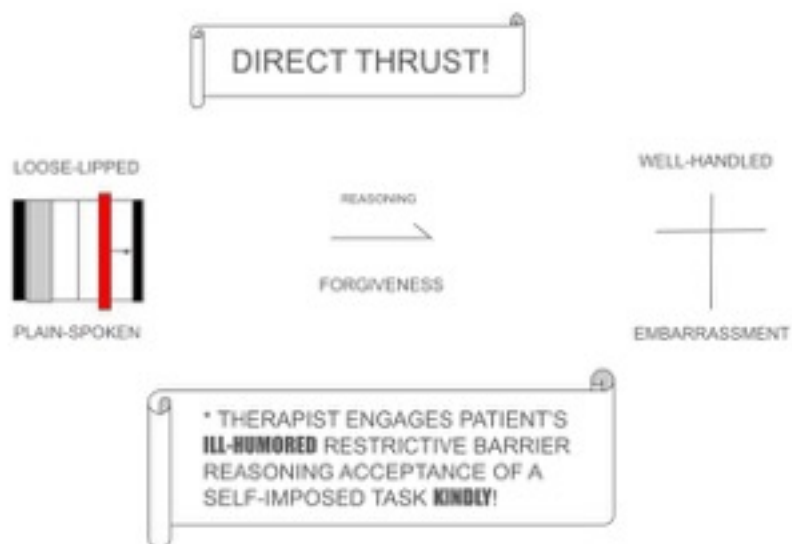 DIRECT THRUST!
LOOSE-LIPPED
PLAIN-SPOKEN
REASONING
FORGIVENESS
WELL-HANDLED
EMBARRASSMENT
* THERAPIST ENGAGES PATIENT'S
ILL-HUMORED RESTRICTIVE BARRIER
REASONING ACCEPTANCE OF A
SELF-IMPOSED TASK KINDLY!